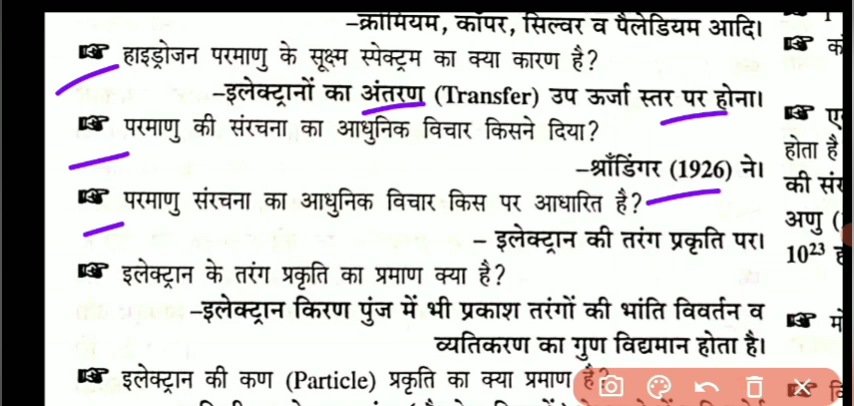 –क्रोमियम, कॉपर, सिल्वर व पैलेडियम आदि।
हाइड्रोजन परमाणु के सूक्ष्म स्पेक्ट्रम का क्या कारण है?
–इलेक्ट्रानों का अंतरण (Transfer) उप ऊर्जा स्तर पर होना।
परमाणु की संरचना का आधुनिक विचार किसने दिया?
–श्रॉडिंगर (1926) ने।
परमाणु संरचना का आधुनिक विचार किस पर आधारित है?
– इलेक्ट्रान की तरंग प्रकृति पर।
इलेक्ट्रान के तरंग प्रकृति का प्रमाण क्या है?
–इलेक्ट्रान किरण पुंज में भी प्रकाश तरंगों की भांति विवर्तन व
व्यतिकरण का गुण विद्यमान होता है।
इलेक्ट्रान की कण (Particle) प्रकृति का क्या प्रमाण है?
होता है
की
अणु (
10²³